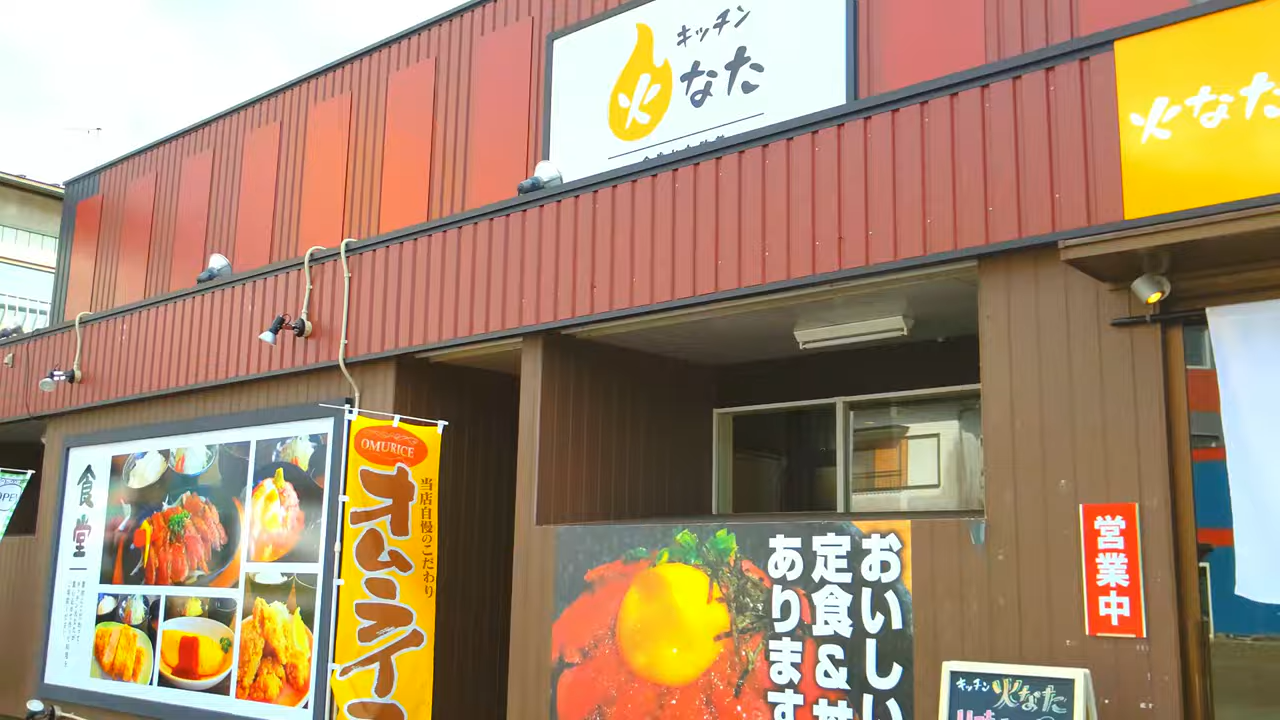 キッチン
火なた
火なた
食堂
OMURICE
オムライ
当店自慢のこだわり
おいしい
定食&丼
あります
営業中
キッチン 火なた